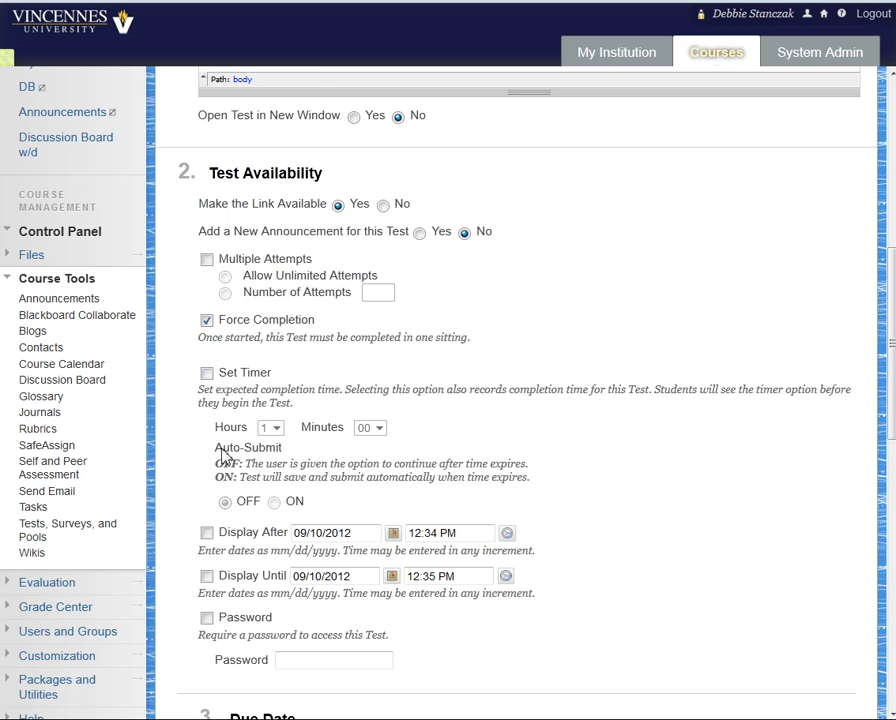 VINCENNES
UNIVERSITY
Debbie Stanczak
Logout
My Institution
Courses
System Admin
DB
Announcements
Discussion Board
w/d
COURSE
MANAGEMENT
Control Panel
Files
Course Tools
Announcements
Blackboard Collaborate
Blogs
Contacts
Course Calendar
Discussion Board
Glossary
Journals
Rubrics
SafeAssign
Self and Peer
Assessment
Send Email
Tasks
Tests, Surveys, and
Pools
Wikis
Evaluation
Grade Center
Users and Groups
Customization
Packages and
Utilities
Help
Path: body
Open Test in New Window Yes No
2. Test Availability
Make the Link Available Yes No
Add a New Announcement for this Test Yes No
Multiple Attempts
Allow Unlimited Attempts
Number of Attempts
Force Completion
Once started, this Test must be completed in one sitting.
Set Timer
Set expected completion time. Selecting this option also records completion time for this Test. Students will see the timer option before
they begin the Test.
Hours 1 Minutes 00
Auto-Submit
OFF: The user is given the option to continue after time expires.
ON: Test will save and submit automatically when time expires.
OFF ON
Display After 09/10/2012 12:34 PM
Enter dates as mm/dd/yyyy. Time may be entered in any increment.
Display Until 09/10/2012 12:35 PM
Enter dates as mm/dd/yyyy. Time may be entered in any increment.
Password
Require a password to access this Test.
Password
3. Due Date